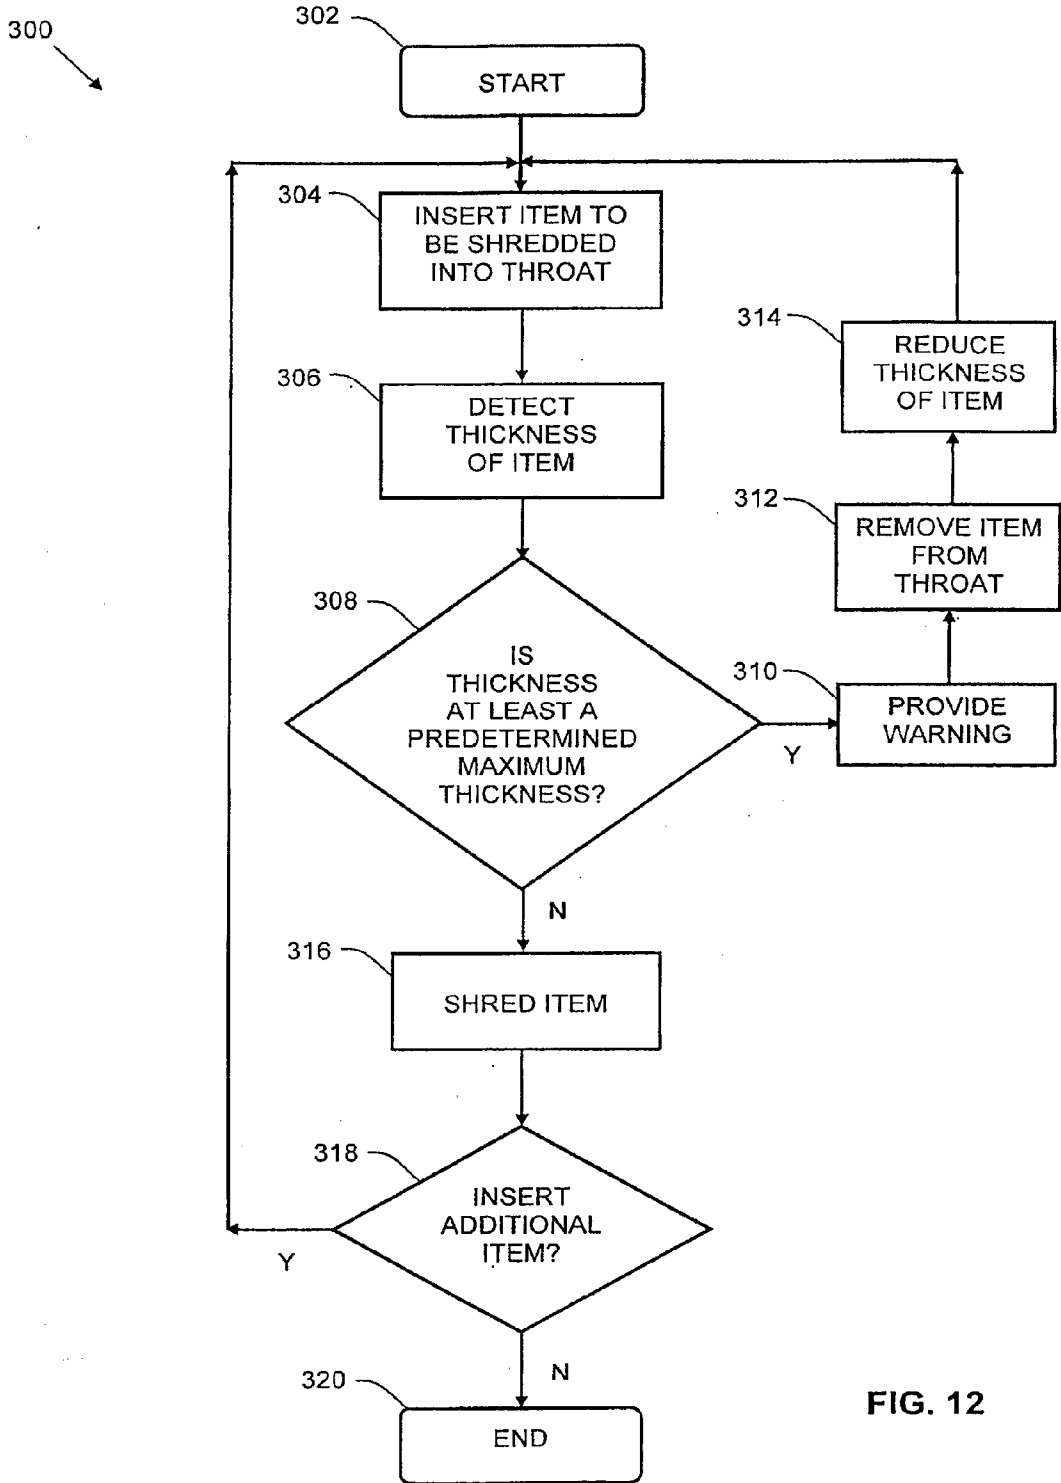 300
302
START
304
INSERT ITEM TO
BE SHREDDED
INTO THROAT
306
DETECT
THICKNESS
OF ITEM
308
IS
THICKNESS
AT LEAST A
PREDETERMINED
MAXIMUM
THICKNESS?
Y
N
310
PROVIDE
WARNING
312
REMOVE ITEM
FROM
THROAT
314
REDUCE
THICKNESS
OF ITEM
316
SHRED ITEM
318
INSERT
ADDITIONAL
ITEM?
Y
N
320
END
FIG. 12